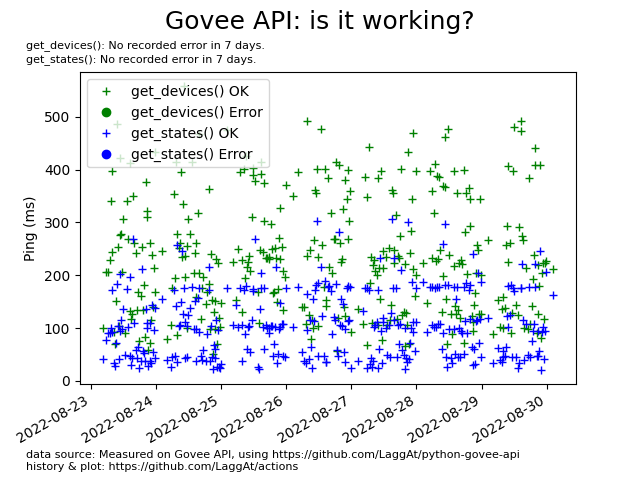 Govee API: is it working?
get_devices(): No recorded error in 7 days.
get_states(): No recorded error in 7 days.
get_devices() OK
get_devices() Error
get_states() OK
get_states() Error
Ping (ms)
500
400
300
200
100
0
2022-08-23
2022-08-24
2022-08-25
2022-08-26
2022-08-27
2022-08-28
2022-08-29
2022-08-30
data source: Measured on Govee API, using https://github.com/LaggAt/python-govee-api
history & plot: https://github.com/LaggAt/actions